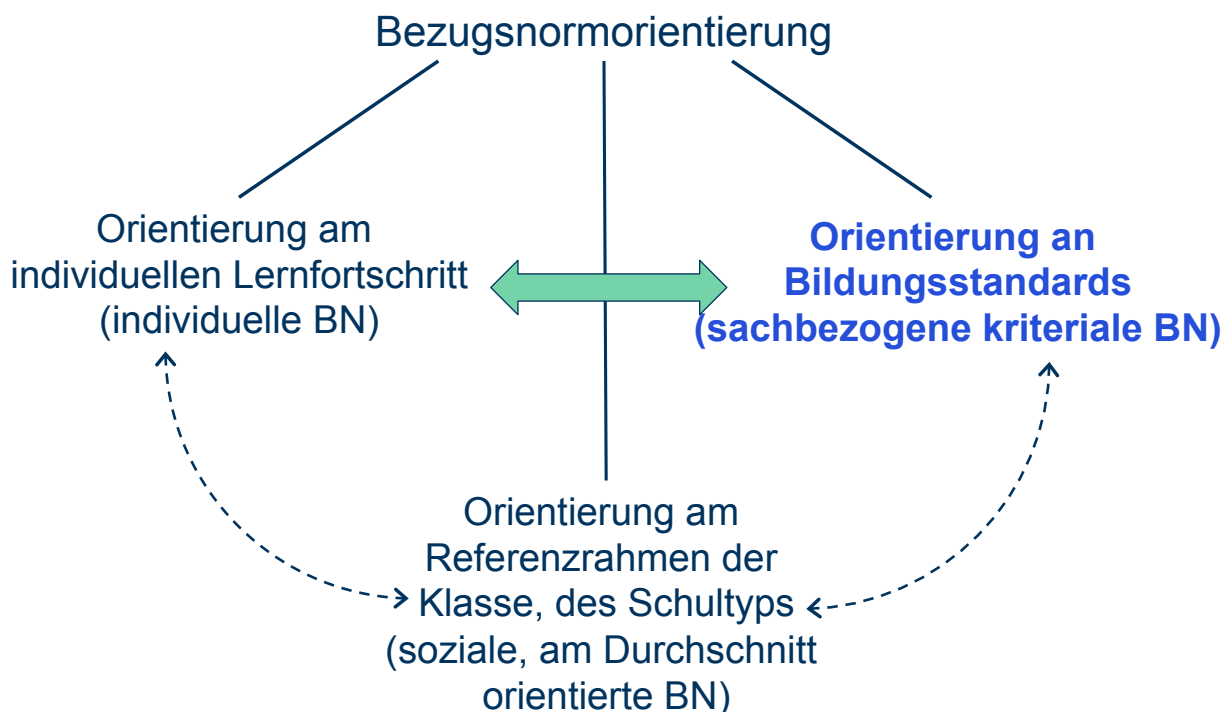 Bezugsnormorientierung
Orientierung am
individuellen Lernfortschritt
(individuelle BN)
Orientierung an
Bildungsstandards
(sachbezogene kriteriale BN)
Orientierung am
Referenzrahmen der
Klasse, des Schultyps
(soziale, am Durchschnitt
orientierte BN)